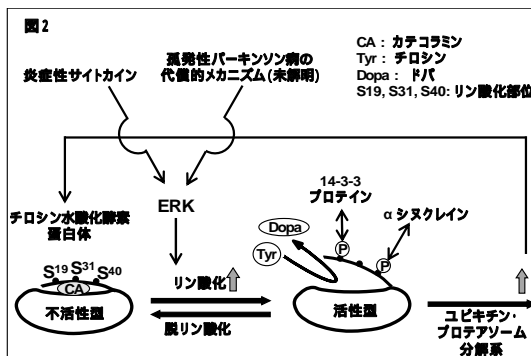 図2
CA : カテコラミン
Tyr : チロシン
Dopa : ドパ
S19, S31, S40: リン酸化部位
炎症性サイトカイン
孤発性パーキンソン病の
代償的メカニズム(未解明)
チロシン水酸化酵素
蛋白体
ERK
14-3-3
プロテイン
αシヌクレイン
Dopa
Tyr
P
P
S19 S31 S40
CA
不活性型
リン酸化
脱リン酸化
活性型
ユビキチン・
プロテアソーム
分解系